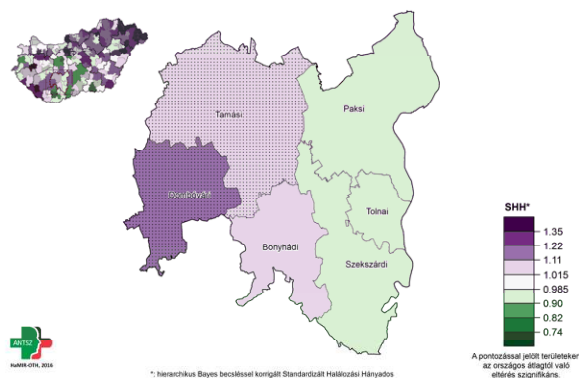 Tamási
Paksi
Dombóvári
Tolnai
Bonyhádi
Szekszárdi
SHH*
1.35
1.22
1.11
1.015
0.985
0.90
0.82
0.74
ANTSZ
HaMIR-OTH, 2016
A pontozással jelölt területeken
az országos átlagtól való
eltérés szignifikáns.
*: hierarchikus Bayes becsléssel korrigált Standardizált Halálozási Hányados